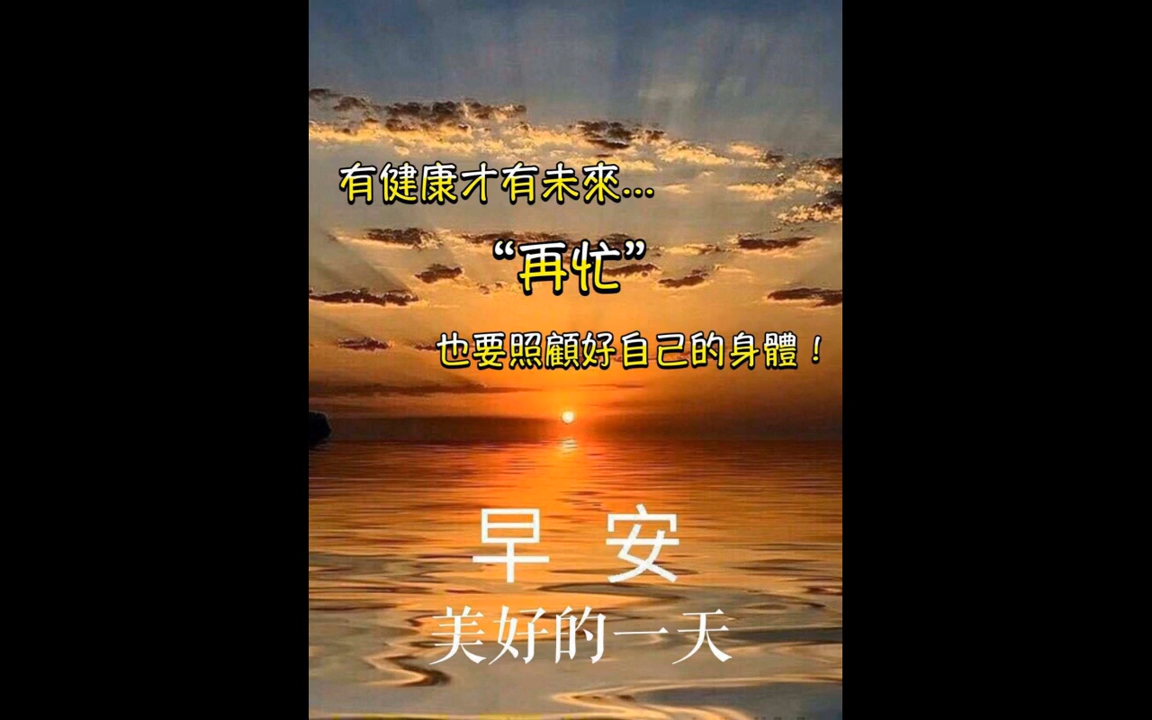 有健康才有未來...
“再忙”
也要照顧好自己的身體！
早 安
美好的一天